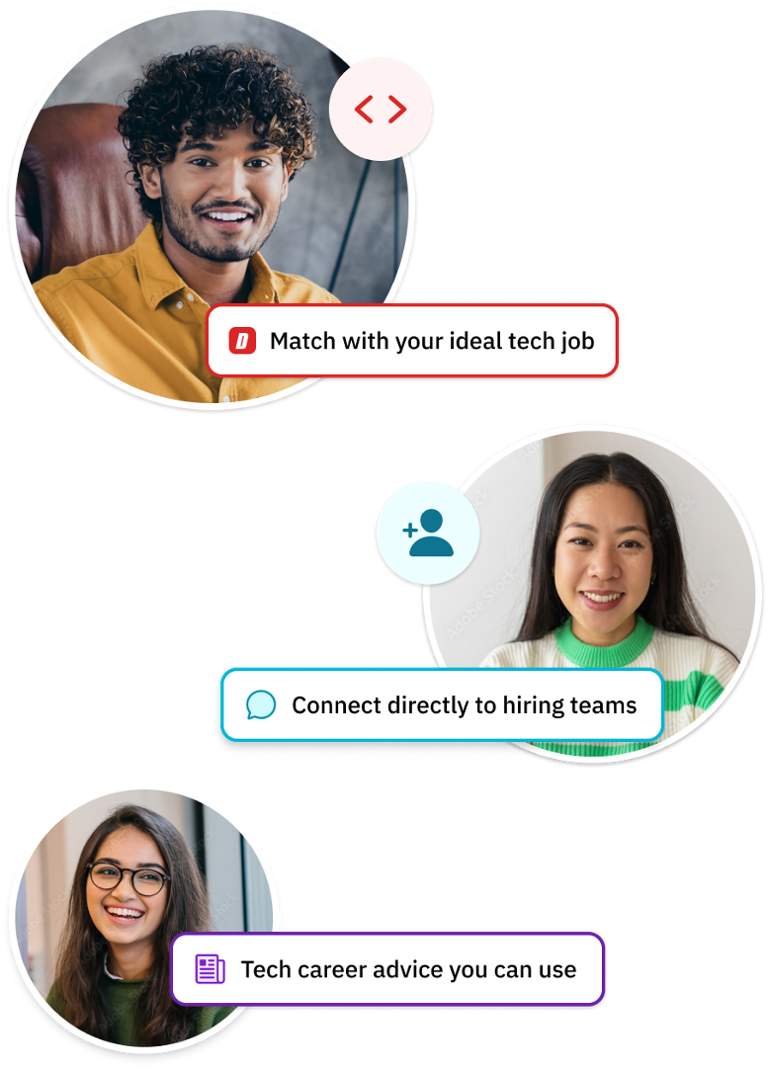 D
Match with your ideal tech job
Connect directly to hiring teams
Tech career advice you can use